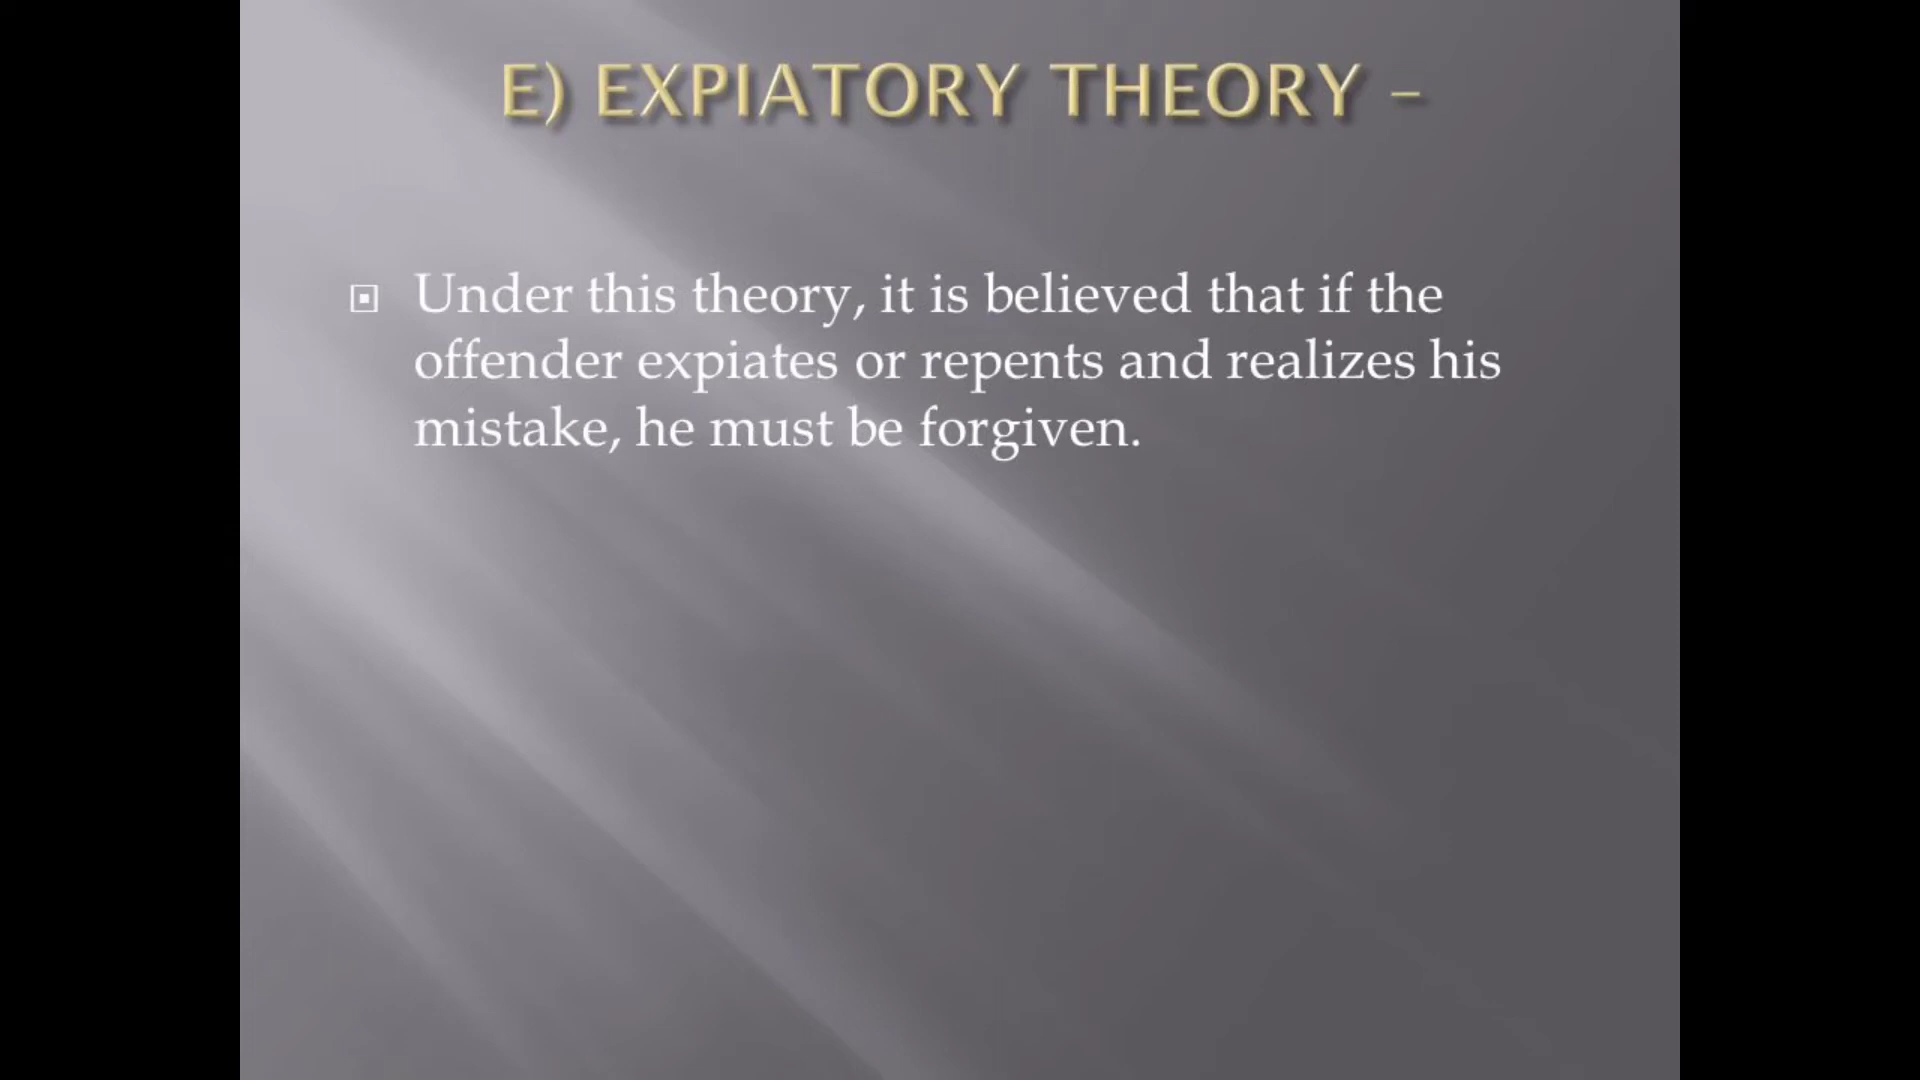 E) EXPIATORY THEORY –
Under this theory, it is believed that if the
offender expiates or repents and realizes his
mistake, he must be forgiven.